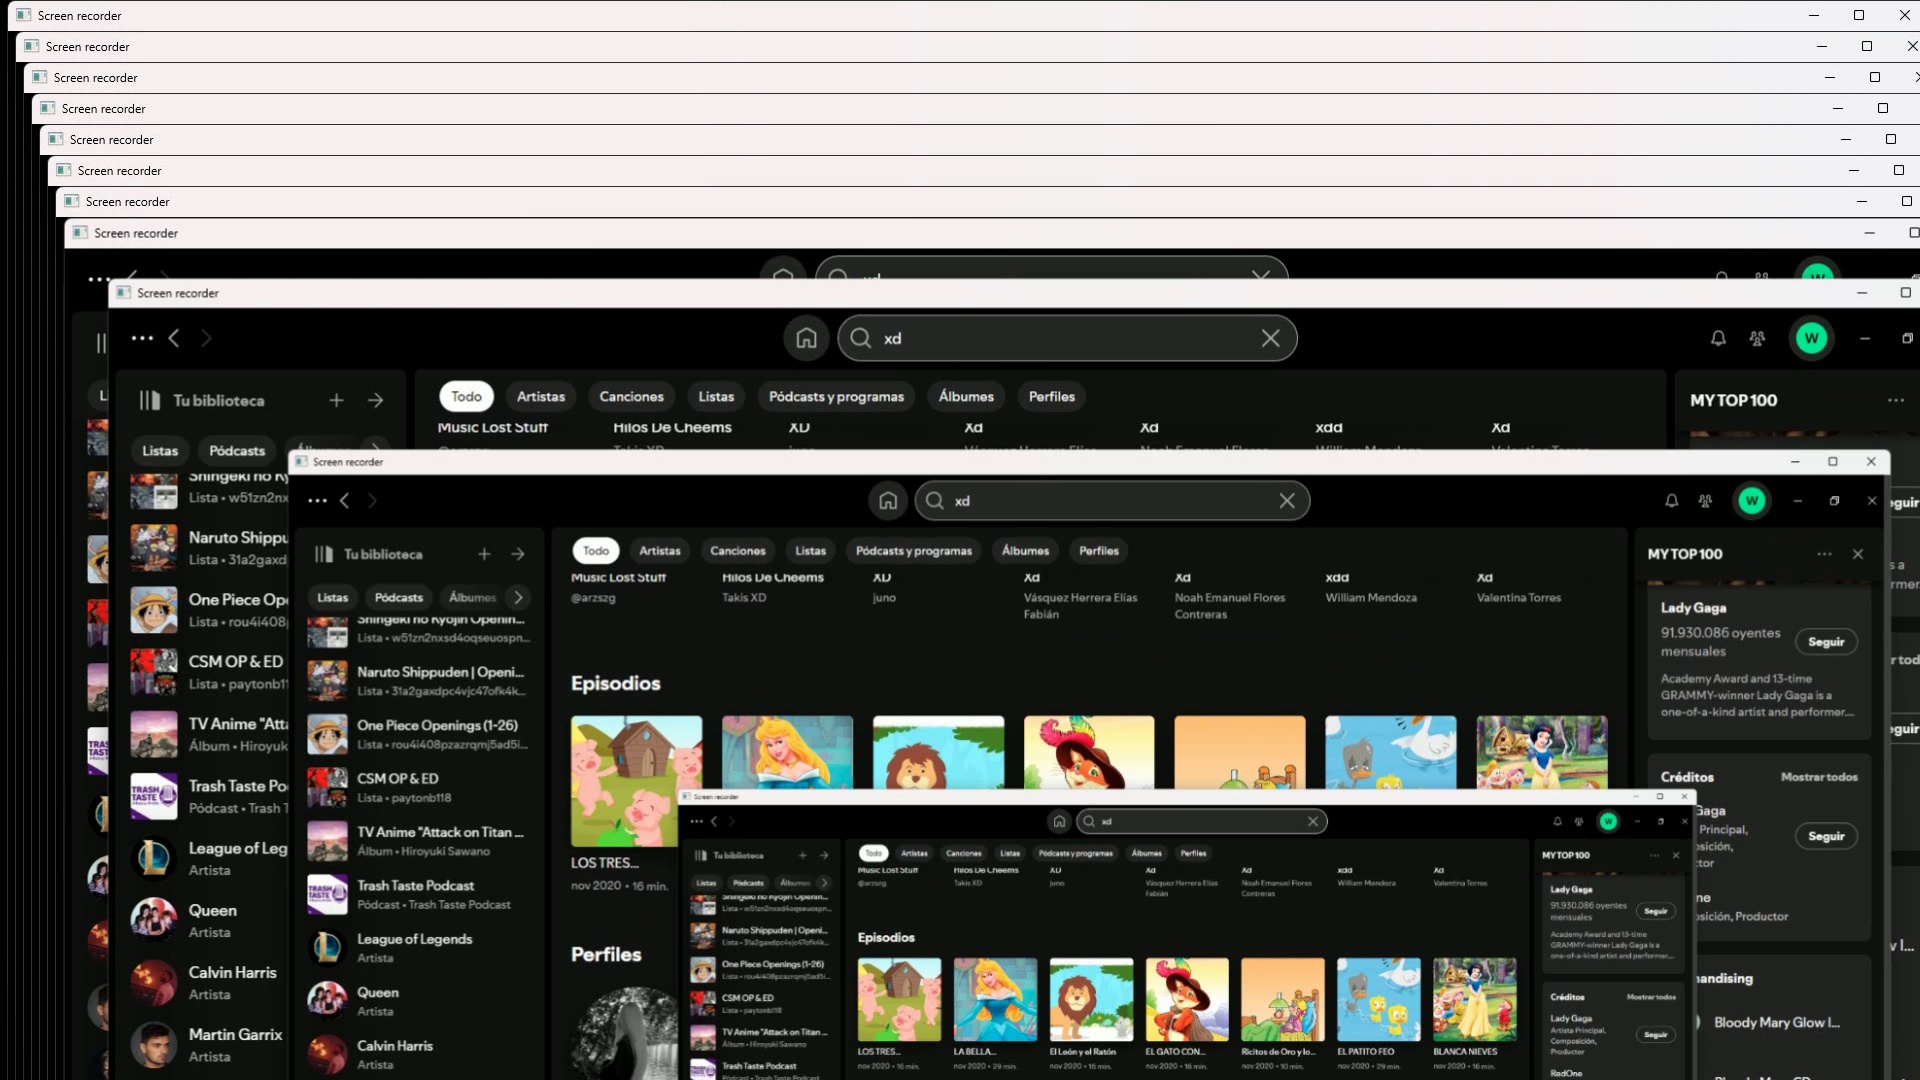 Screen recorder
Screen recorder
Screen recorder
Screen recorder
Screen recorder
Screen recorder
Screen recorder
Screen recorder
xd
W
Screen recorder
xd
W
Tu biblioteca
Listas
Pódcasts
Lista • w51zn2nx
Naruto Shippu
Lista • 31a2gaxd
One Piece Op
Lista • rou4i408
CSM OP & ED
Lista • paytonb11
TV Anime "Atta
Álbum • Hiroyuk
Trash Taste Po
Pódcast • Trash T
League of Leg
Artista
Queen
Artista
Calvin Harris
Artista
Martin Garrix
Artista
Todo Artistas Canciones Listas Pódcasts y programas Álbumes Perfiles
Music Lost Stuff Hilos De Cheems XD Xd Xd xdd Xd
MY TOP 100
Screen recorder
xd
W
Tu biblioteca
Listas Pódcasts Álbumes
Shingeki no Kyojin Openin...
Lista • w51zn2nxsd4oqseuospn...
Naruto Shippuden | Openi...
Lista • 31a2gaxdpc4vjc47ofk4k...
One Piece Openings (1-26)
Lista • rou4i408pzazrqmj5ad5i...
CSM OP & ED
Lista • paytonb118
TV Anime "Attack on Titan ...
Álbum • Hiroyuki Sawano
Trash Taste Podcast
Pódcast • Trash Taste Podcast
League of Legends
Artista
Queen
Artista
Calvin Harris
Artista
Todo Artistas Canciones Listas Pódcasts y programas Álbumes Perfiles
Music Lost Stuff Hilos De Cheems XD Xd Xd xdd Xd
@arzszg Takis XD juno Vásquez Herrera Elías Noah Emanuel Flores William Mendoza Valentina Torres
Fabián Contreras
Episodios
LOS TRES...
nov 2020 • 16 min.
Perfiles
MY TOP 100
Lady Gaga
91.930.086 oyentes
mensuales
Seguir
Academy Award and 13-time
GRAMMY-winner Lady Gaga is a
one-of-a-kind artist and performer....
Créditos Mostrar todos
Gaga
Principal,
osición,
tor
Seguir
ne
osición, Productor
andising
Bloody Mary Glow I...
Screen recorder
xd
W
Tu biblioteca
Listas Pódcasts Álbumes
Shingeki no Kyojin Openin...
Lista • w51zn2nxsd4oqseuospn...
Naruto Shippuden | Openi...
Lista • 31a2gaxdpc4vjc47ofk4k...
One Piece Openings (1-26)
Lista • rou4i408pzazrqmj5ad5i...
CSM OP & ED
Lista • paytonb118
TV Anime "Attack on Titan ...
Álbum • Hiroyuki Sawano
Trash Taste Podcast
Todo Artistas Canciones Listas Pódcasts y programas Álbumes Perfiles
Music Lost Stuff Hilos De Cheems XD Xd Xd xdd Xd
@arzszg Takis XD juno Vásquez Herrera Elías Noah Emanuel Flores William Mendoza Valentina Torres
Fabián Contreras
Episodios
LOS TRES... LA BELLA... El León y el Ratón EL GATO CON... Ricitos de Oro y lo... EL PATITO FEO BLANCA NIEVES
nov 2020 • 16 min. nov 2020 • 29 min. nov 2020 • 16 min. nov 2020 • 16 min. nov 2020 • 10 min. nov 2020 • 29 min. nov 2020 • 16 min.
MY TOP 100
Lady Gaga
91.930.086 oyentes
mensuales
Seguir
Academy Award and 13-time
GRAMMY-winner Lady Gaga is a
one-of-a-kind artist and performer....
Créditos Mostrar todos
Lady Gaga
Artista Principal,
Composición,
Productor
Seguir
RedOne